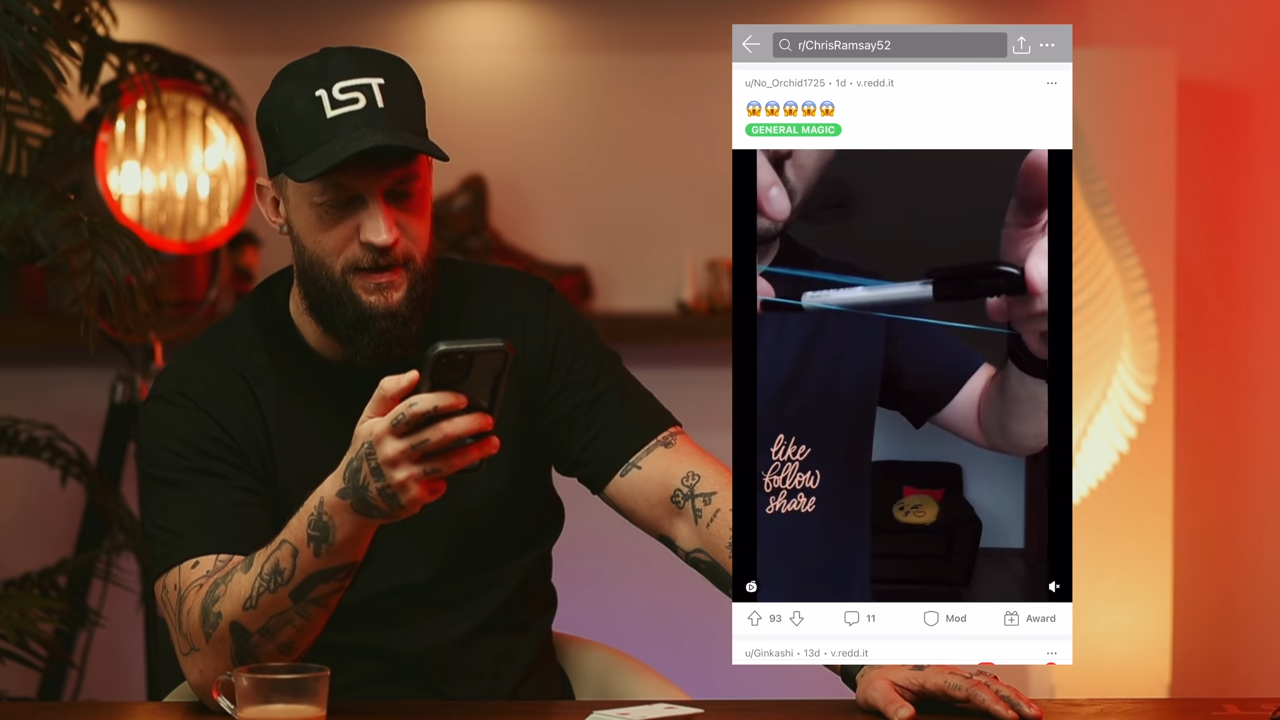 1ST
r/ChrisRamsay52
u/No_Orchid1725 • 1d • v.redd.it
😱😱😱😱😱
GENERAL MAGIC
like
follow
share
93
11
Mod
Award
u/Ginkashi • 13d • v.redd.it